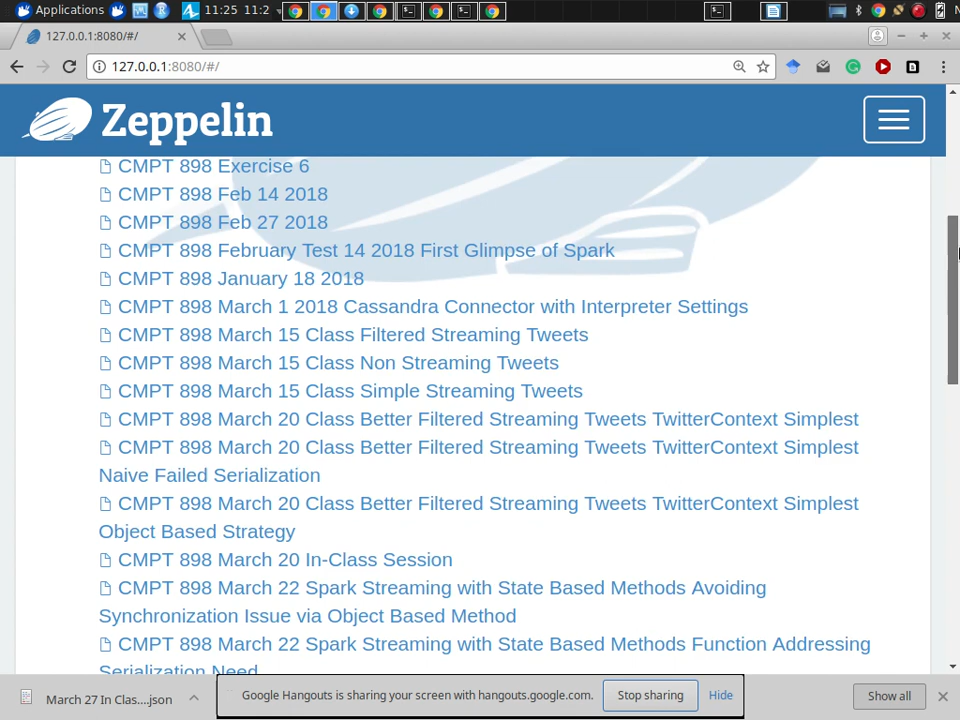 Applications 11:25 11:2
127.0.0.1:8080/#/
127.0.0.1:8080/#/
Zeppelin
CMPT 898 Exercise 6
CMPT 898 Feb 14 2018
CMPT 898 Feb 27 2018
CMPT 898 February Test 14 2018 First Glimpse of Spark
CMPT 898 January 18 2018
CMPT 898 March 1 2018 Cassandra Connector with Interpreter Settings
CMPT 898 March 15 Class Filtered Streaming Tweets
CMPT 898 March 15 Class Non Streaming Tweets
CMPT 898 March 15 Class Simple Streaming Tweets
CMPT 898 March 20 Class Better Filtered Streaming Tweets TwitterContext Simplest
CMPT 898 March 20 Class Better Filtered Streaming Tweets TwitterContext Simplest
Naive Failed Serialization
CMPT 898 March 20 Class Better Filtered Streaming Tweets TwitterContext Simplest
Object Based Strategy
CMPT 898 March 20 In-Class Session
CMPT 898 March 22 Spark Streaming with State Based Methods Avoiding
Synchronization Issue via Object Based Method
CMPT 898 March 22 Spark Streaming with State Based Methods Function Addressing
Serialization Need
March 27 In Clas....json
Google Hangouts is sharing your screen with hangouts.google.com. Stop sharing Hide
Show all